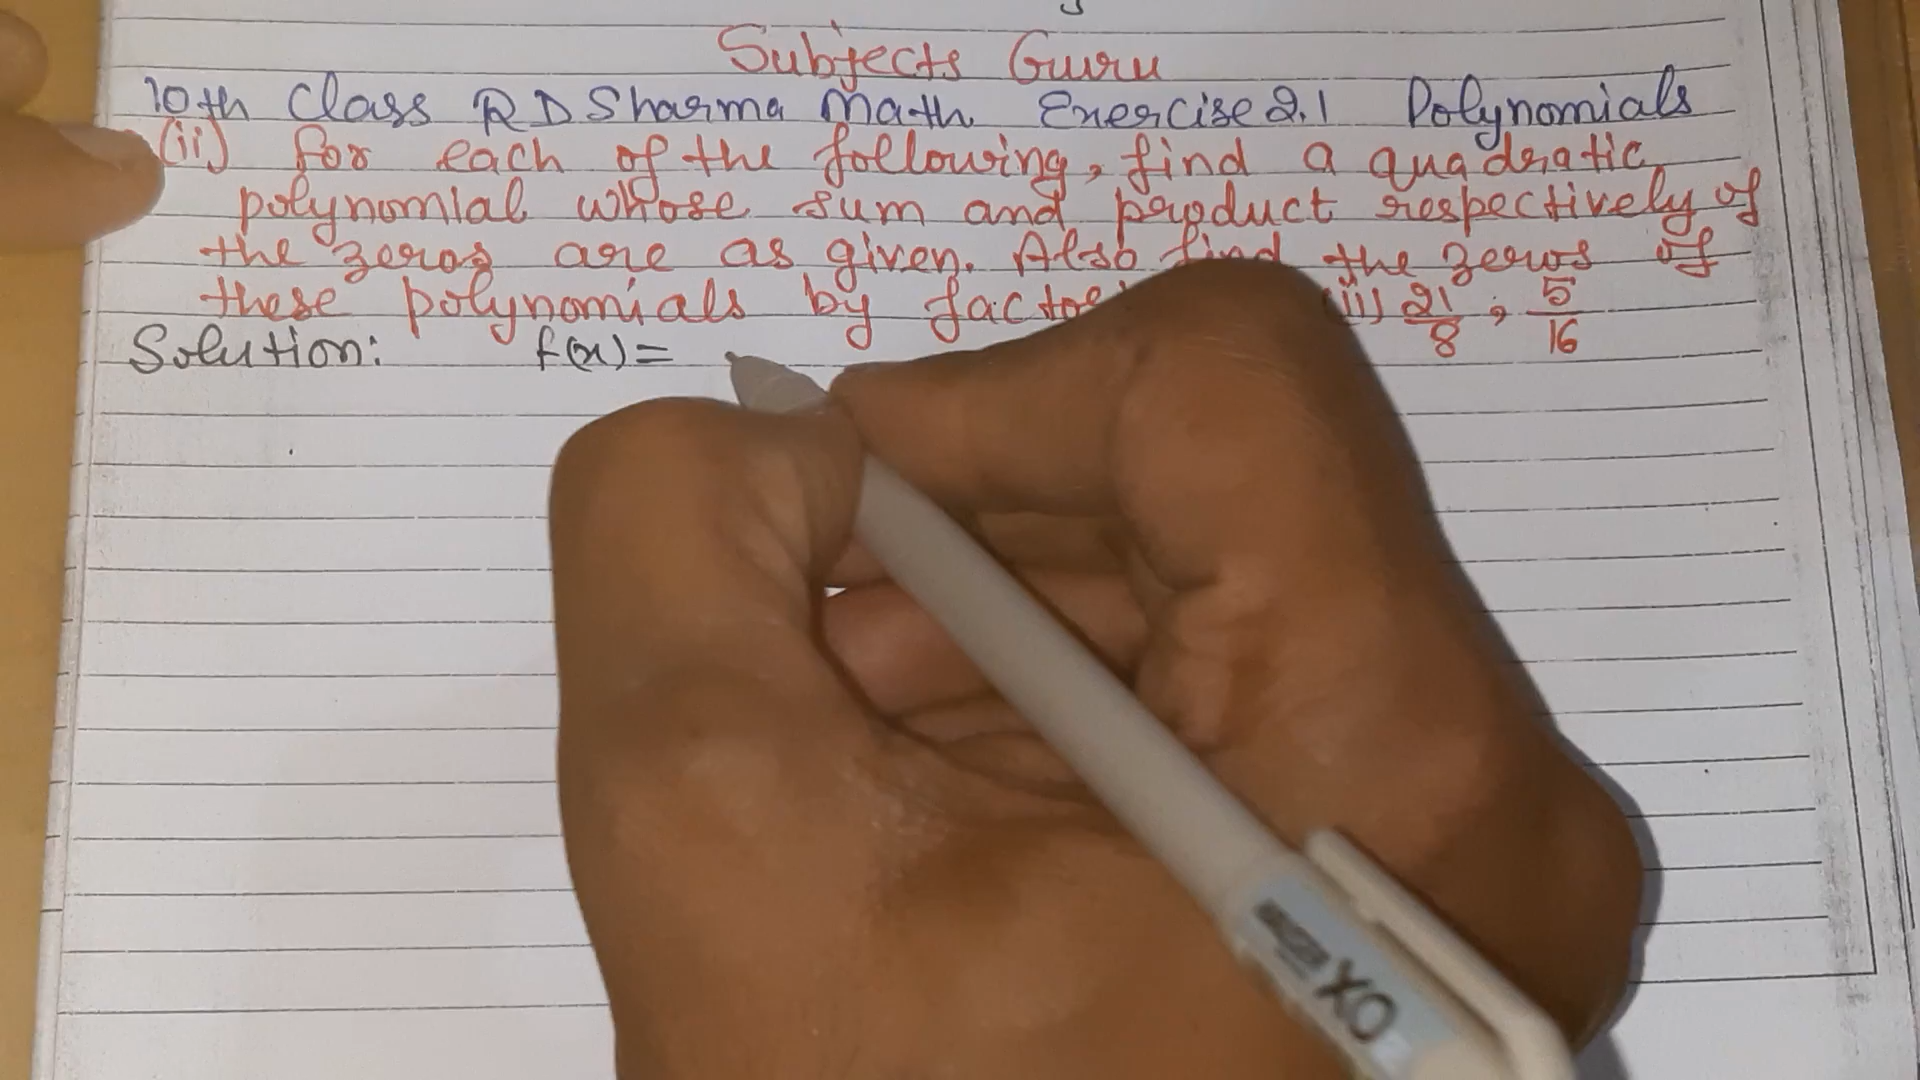 Subjects Guru
10th Class RD Sharma Math Exercise 2.1 Polynomials
(ii) for each of the following, find a quadratic
polynomial whose sum and product respectively of
the zeros are as given. Also find the zeros of
these polynomials by (ii) 21/8, 5/16
Solution: f(x) =
XO